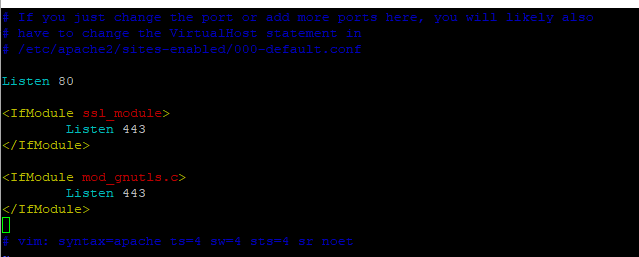 # If you just change the port or add more ports here, you will likely also
# have to change the VirtualHost statement in
# /etc/apache2/sites-enabled/000-default.conf
Listen 80
<IfModule ssl_module>
Listen 443
</IfModule>
<IfModule mod_gnutls.c>
Listen 443
</IfModule>
# vim: syntax=apache ts=4 sw=4 sts=4 sr noet